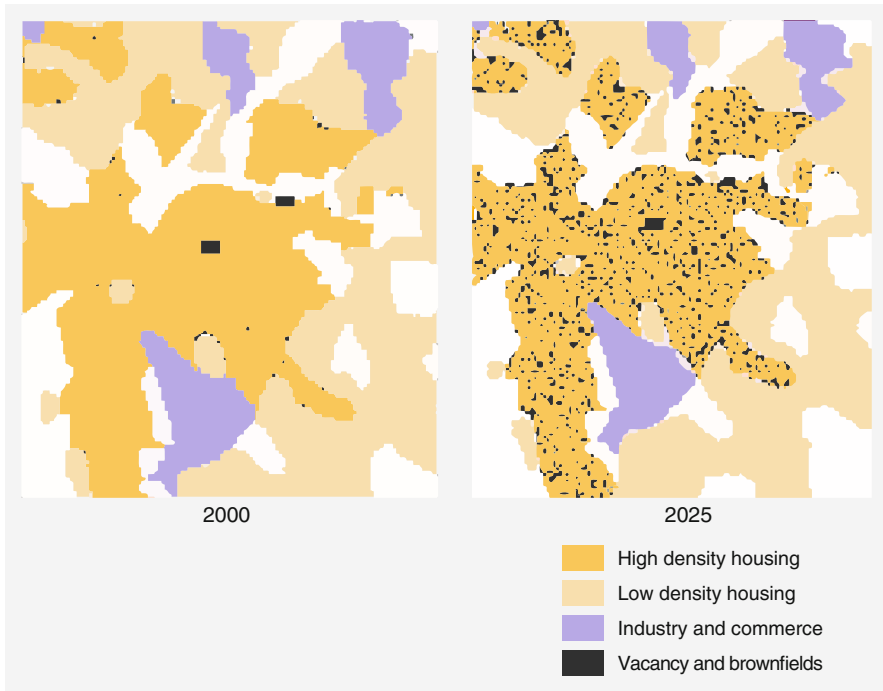 2000
2025
High density housing
Low density housing
Industry and commerce
Vacancy and brownfields